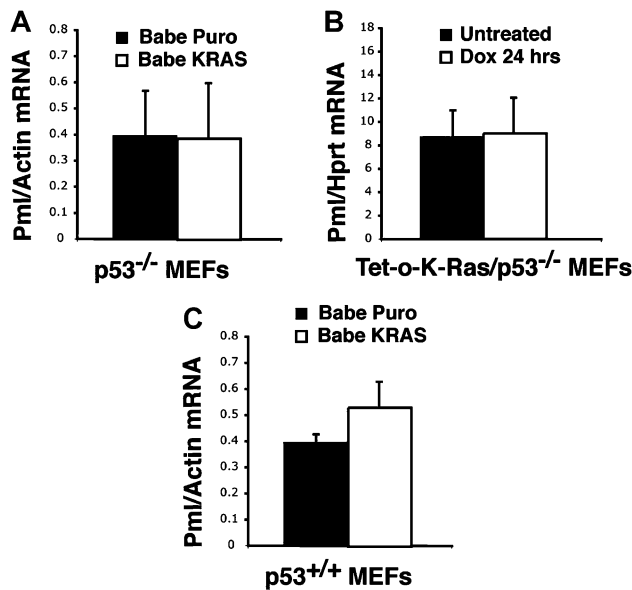 A
Pml/Actin mRNA
0.8
0.7
0.6
0.5
0.4
0.3
0.2
0.1
0
Babe Puro
Babe KRAS
p53-/- MEFs
B
Pml/Hprt mRNA
18
16
14
12
10
8
6
4
2
0
Untreated
Dox 24 hrs
Tet-o-K-Ras/p53-/- MEFs
C
Pml/Actin mRNA
0.8
0.7
0.6
0.5
0.4
0.3
0.2
0.1
0
Babe Puro
Babe KRAS
p53+/+ MEFs